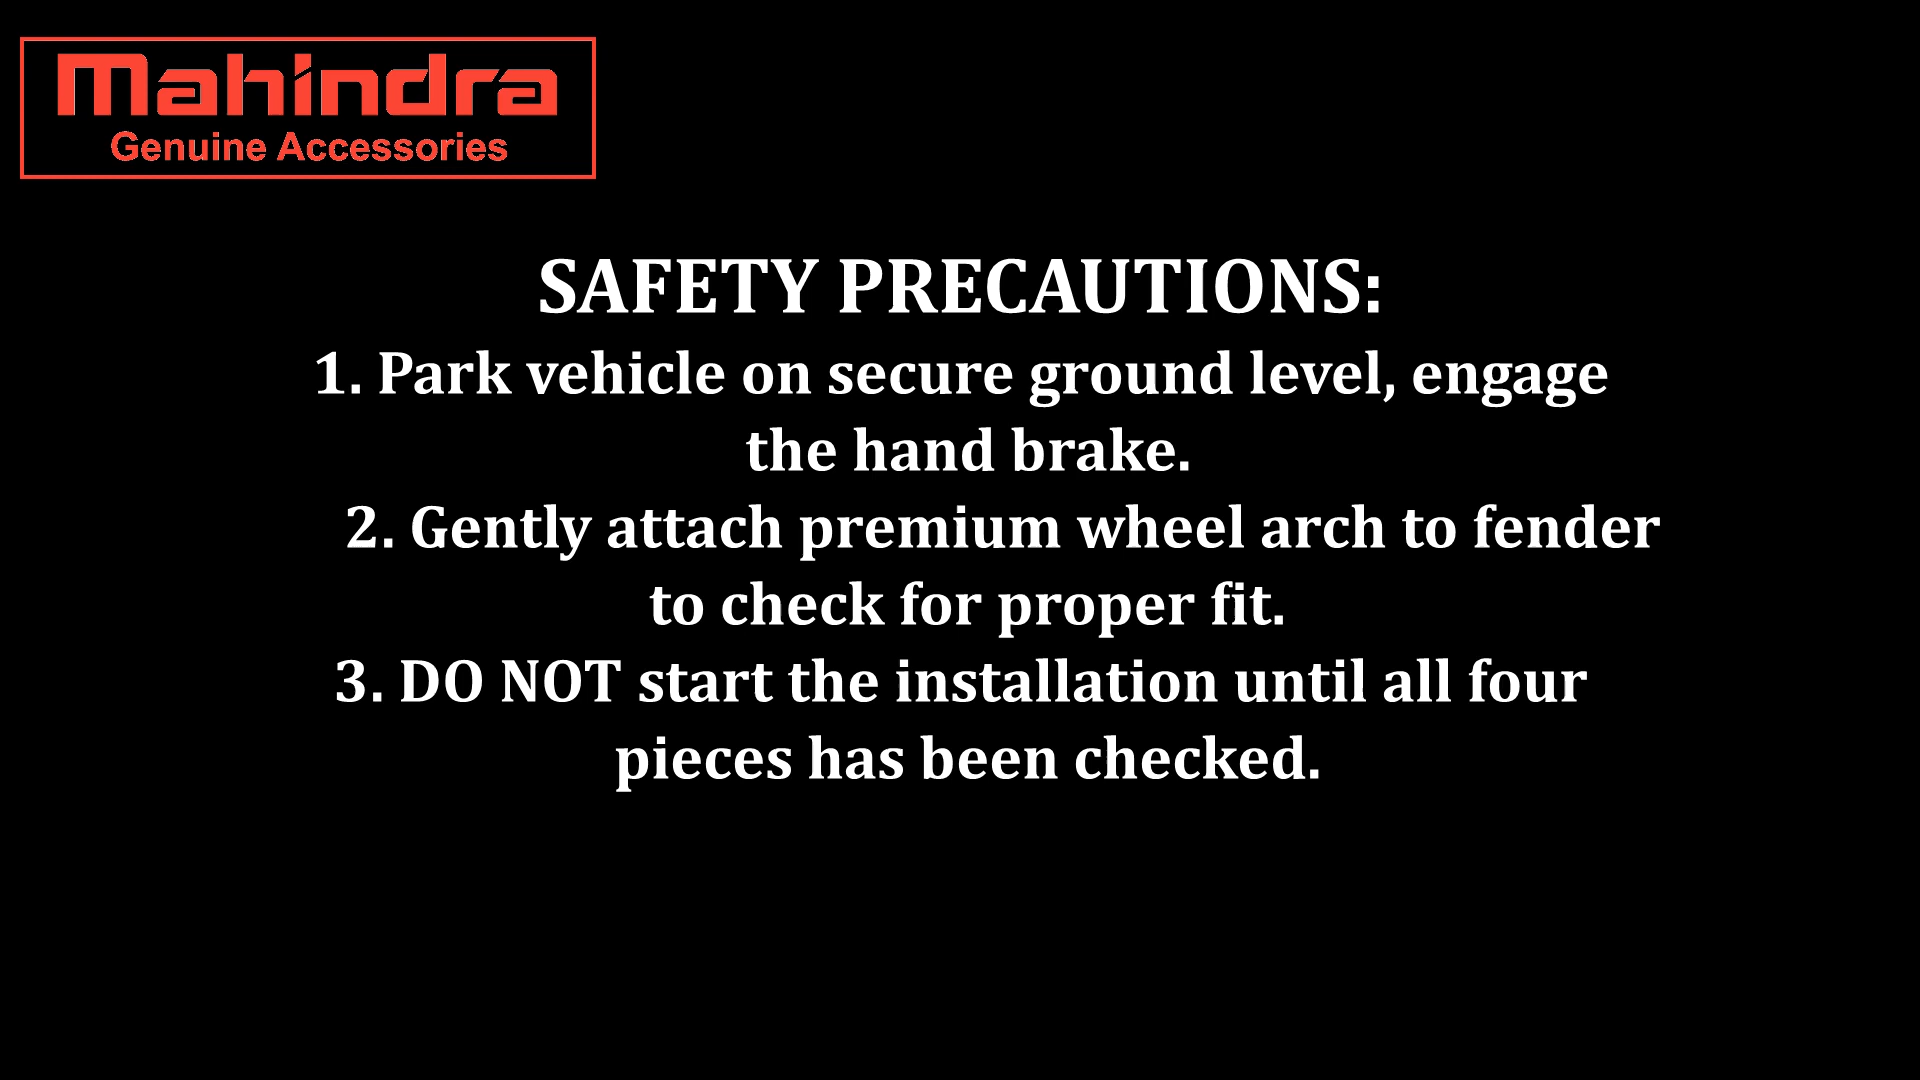 Mahindra
Genuine Accessories
SAFETY PRECAUTIONS:
1. Park vehicle on secure ground level, engage
the hand brake.
2. Gently attach premium wheel arch to fender
to check for proper fit.
3. DO NOT start the installation until all four
pieces has been checked.